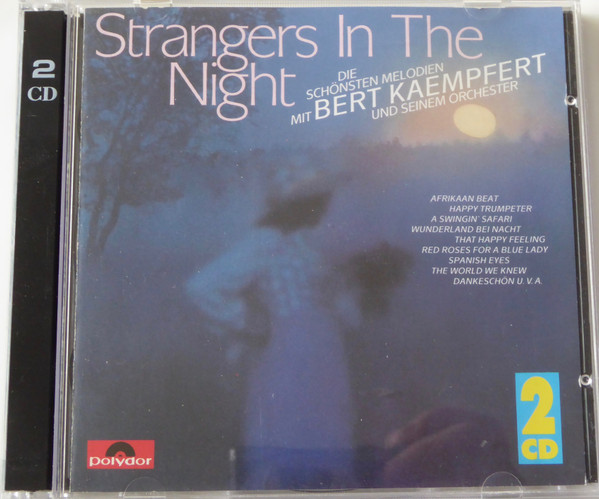 2
CD
Strangers In The
Night
DIE
SCHÖNSTEN MELODIEN
MIT BERT KAEMPFERT
UND SEINEM ORCHESTER
AFRIKAAN BEAT
HAPPY TRUMPETER
A SWINGIN' SAFARI
WUNDERLAND BEI NACHT
THAT HAPPY FEELING
RED ROSES FOR A BLUE LADY
SPANISH EYES
THE WORLD WE KNEW
DANKESCHÖN U.V.A.
2
CD
polydor